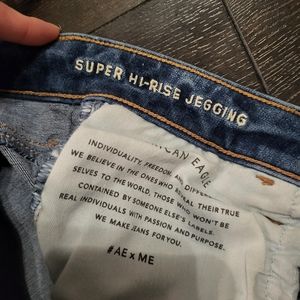 SUPER HI-RISE JEGGING
ICAN EAGLE
INDIVIDUALITY, FREEDOM, AND DIFFERENCE.
WE BELIEVE IN THE ONES WHO REVEAL THEIR TRUE
SELVES TO THE WORLD, THOSE WHO WON'T BE
CONTAINED BY SOMEONE ELSE'S LABELS.
REAL INDIVIDUALS WITH PASSION AND PURPOSE.
WE MAKE JEANS FOR YOU.
#AE x ME